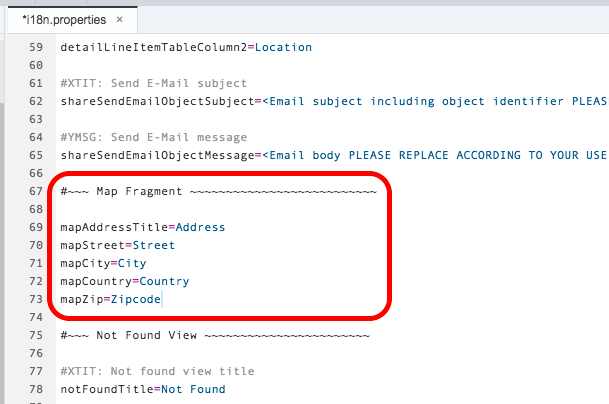 *i18n.properties ×
59 detailLineItemTableColumn2=Location
60
61 #XTIT: Send E-Mail subject
62 shareSendEmailObjectSubject=<Email subject including object identifier PLEAS
63
64 #YMSG: Send E-Mail message
65 shareSendEmailObjectMessage=<Email body PLEASE REPLACE ACCORDING TO YOUR USE
66
67 #~~~ Map Fragment ~~~~~~~~~~~~~~~~~~~~~~~~~~
68
69 mapAddressTitle=Address
70 mapStreet=Street
71 mapCity=City
72 mapCountry=Country
73 mapZip=Zipcode
74
75 #~~~ Not Found View ~~~~~~~~~~~~~~~~~~~~~~~
76
77 #XTIT: Not found view title
78 notFoundTitle=Not Found